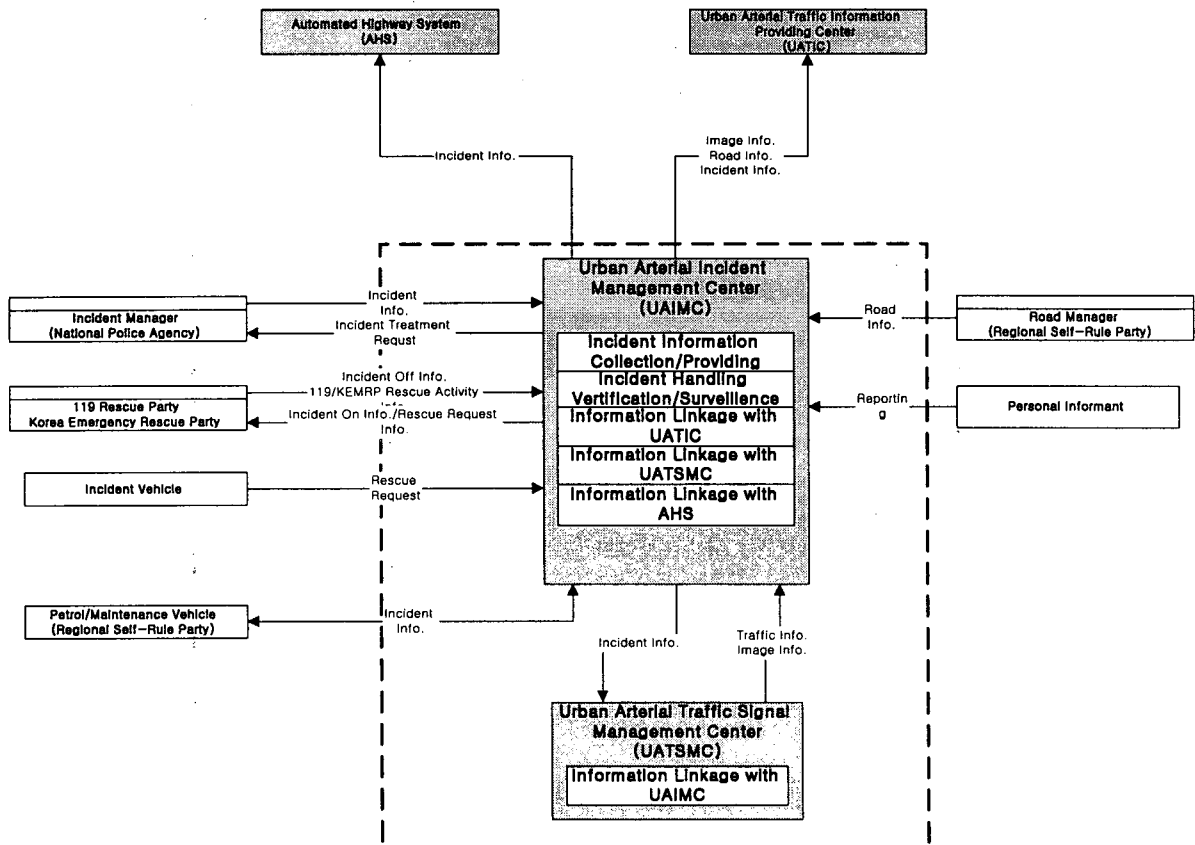 Automated Highway System
(AHS)
Urban Arterial Traffic Information
Providing Center
(UATIC)
Incident Info.
Image Info.
Road Info.
Incident Info.
Urban Arterial Incident
Management Center
(UAIMC)
Incident Information
Collection/Providing
Incident Handling
Vertification/Surveillence
Information Linkage with
UATIC
Information Linkage with
UATSMC
Information Linkage with
AHS
Incident Manager
(National Police Agency)
Incident
Info.
Incident Treatment
Requst
119 Rescue Party
Korea Emergency Rescue Party
Incident Off Info.
119/KEMRP Rescue Activity
Info.
Incident On Info./Rescue Request
Info.
Incident Vehicle
Rescue
Request
Petrol/Maintenance Vehicle
(Regional Self-Rule Party)
Incident
Info.
Road
Info.
Road Manager
(Regional Self-Rule Party)
Reportin
g
Personal Informant
Incident Info.
Traffic Info.
Image Info.
Urban Arterial Traffic Signal
Management Center
(UATSMC)
Information Linkage with
UAIMC